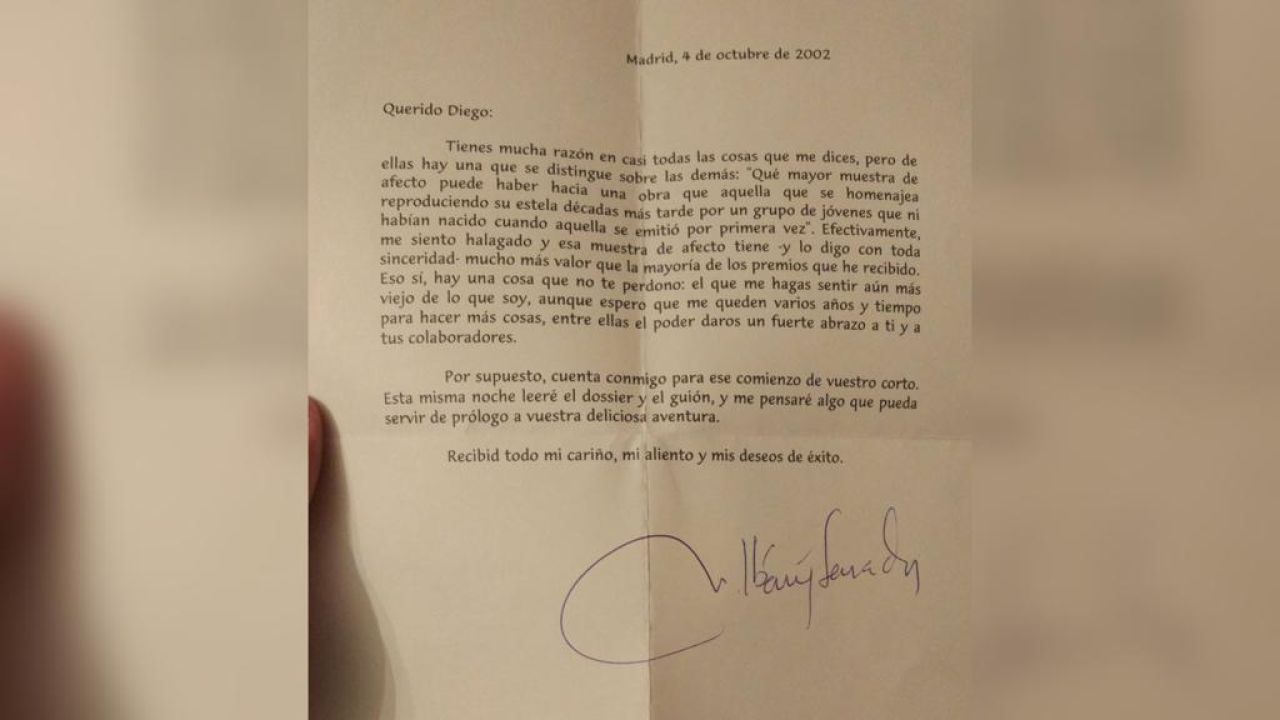 Madrid, 4 de octubre de 2002
Querido Diego:
Tienes mucha razón en casi todas las cosas que me dices, pero de
ellas hay una que se distingue sobre las demás: "Qué mayor muestra de
afecto puede haber hacia una obra que aquella que se homenajea
reproduciendo su estela décadas más tarde por un grupo de jóvenes que ni
habían nacido cuando aquella se emitió por primera vez". Efectivamente,
me siento halagado y esa muestra de afecto tiene -y lo digo con toda
sinceridad- mucho más valor que la mayoría de los premios que he recibido.
Eso sí, hay una cosa que no te perdono: el que me hagas sentir aún más
viejo de lo que soy, aunque espero que me queden varios años y tiempo
para hacer más cosas, entre ellas el poder daros un fuerte abrazo a ti y a
tus colaboradores.
Por supuesto, cuenta conmigo para ese comienzo de vuestro corto.
Esta misma noche leeré el dossier y el guión, y me pensaré algo que pueda
servir de prólogo a vuestra deliciosa aventura.
Recibid todo mi cariño, mi aliento y mis deseos de éxito.